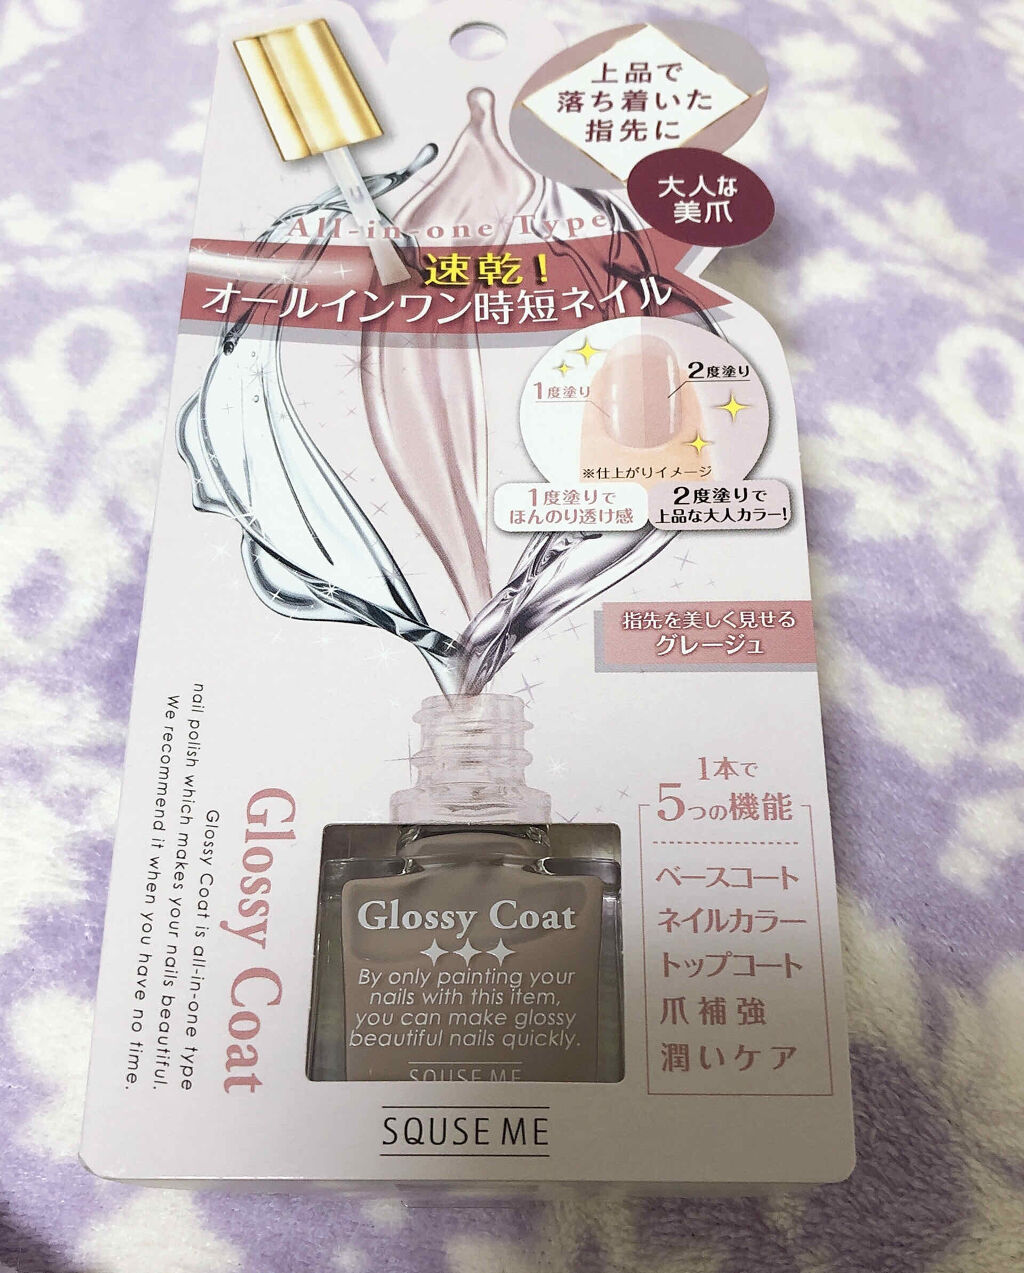 上品で
落ち着いた
指先に
大人な
美爪
All-in-one Type
速乾!
オールインワン時短ネイル
1度塗り
2度塗り
※仕上がりイメージ
1度塗りで
ほんのり透け感
2度塗りで
上品な大人カラー!
指先を美しく見せる
グレージュ
1本で
5つの機能
ベースコート
ネイルカラー
トップコート
爪補強
潤いケア
Glossy Coat
Glossy Coat is all-in-one type
nail polish which makes your nails beautiful.
We recommend it when you have no time.
Glossy Coat
By only painting your
nails with this item,
you can make glossy
beautiful nails quickly.
SQUSE ME
SQUSE ME